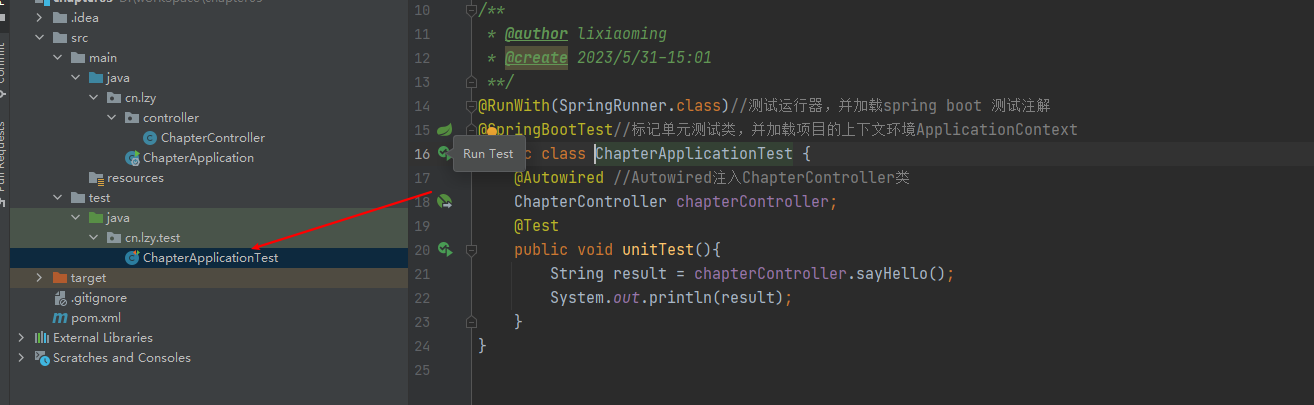 .idea
src
main
java
cn.lzy
controller
ChapterController
ChapterApplication
resources
test
java
cn.lzy.test
ChapterApplicationTest
target
.gitignore
pom.xml
External Libraries
Scratches and Consoles
Commit
Pull Requests
10 /**
11 * @author lixiaoming
12 * @create 2023/5/31-15:01
13 **/
14 @RunWith(SpringRunner.class)//测试运行器，并加载spring boot 测试注解
15 @SpringBootTest//标记单元测试类，并加载项目的上下文环境ApplicationContext
16 c class ChapterApplicationTest {
Run Test
17 @Autowired //Autowired注入ChapterController类
18 ChapterController chapterController;
19 @Test
20 public void unitTest(){
21 String result = chapterController.sayHello();
22 System.out.println(result);
23 }
24 }
25